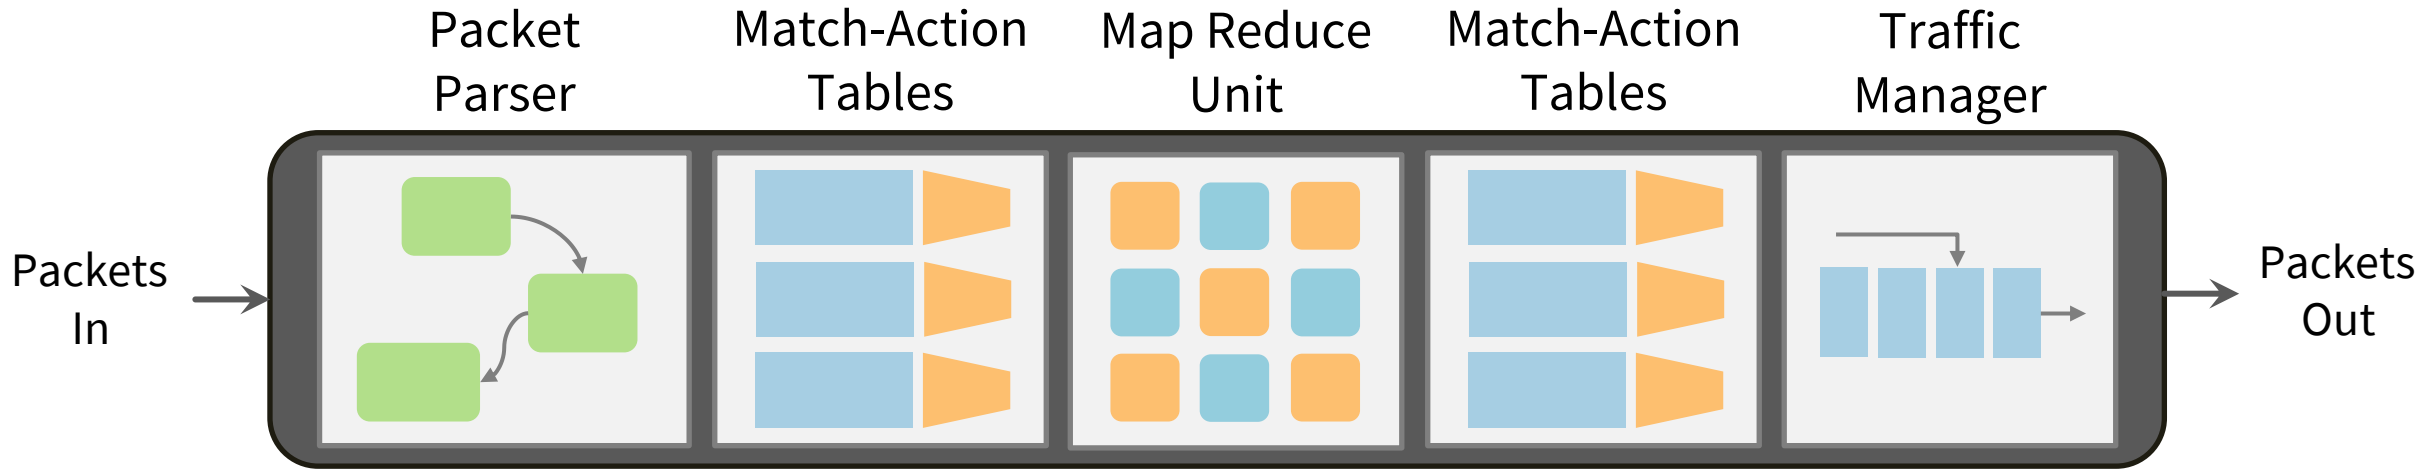 Packet
Parser
Match-Action
Tables
Map Reduce
Unit
Match-Action
Tables
Traffic
Manager
Packets
In
Packets
Out